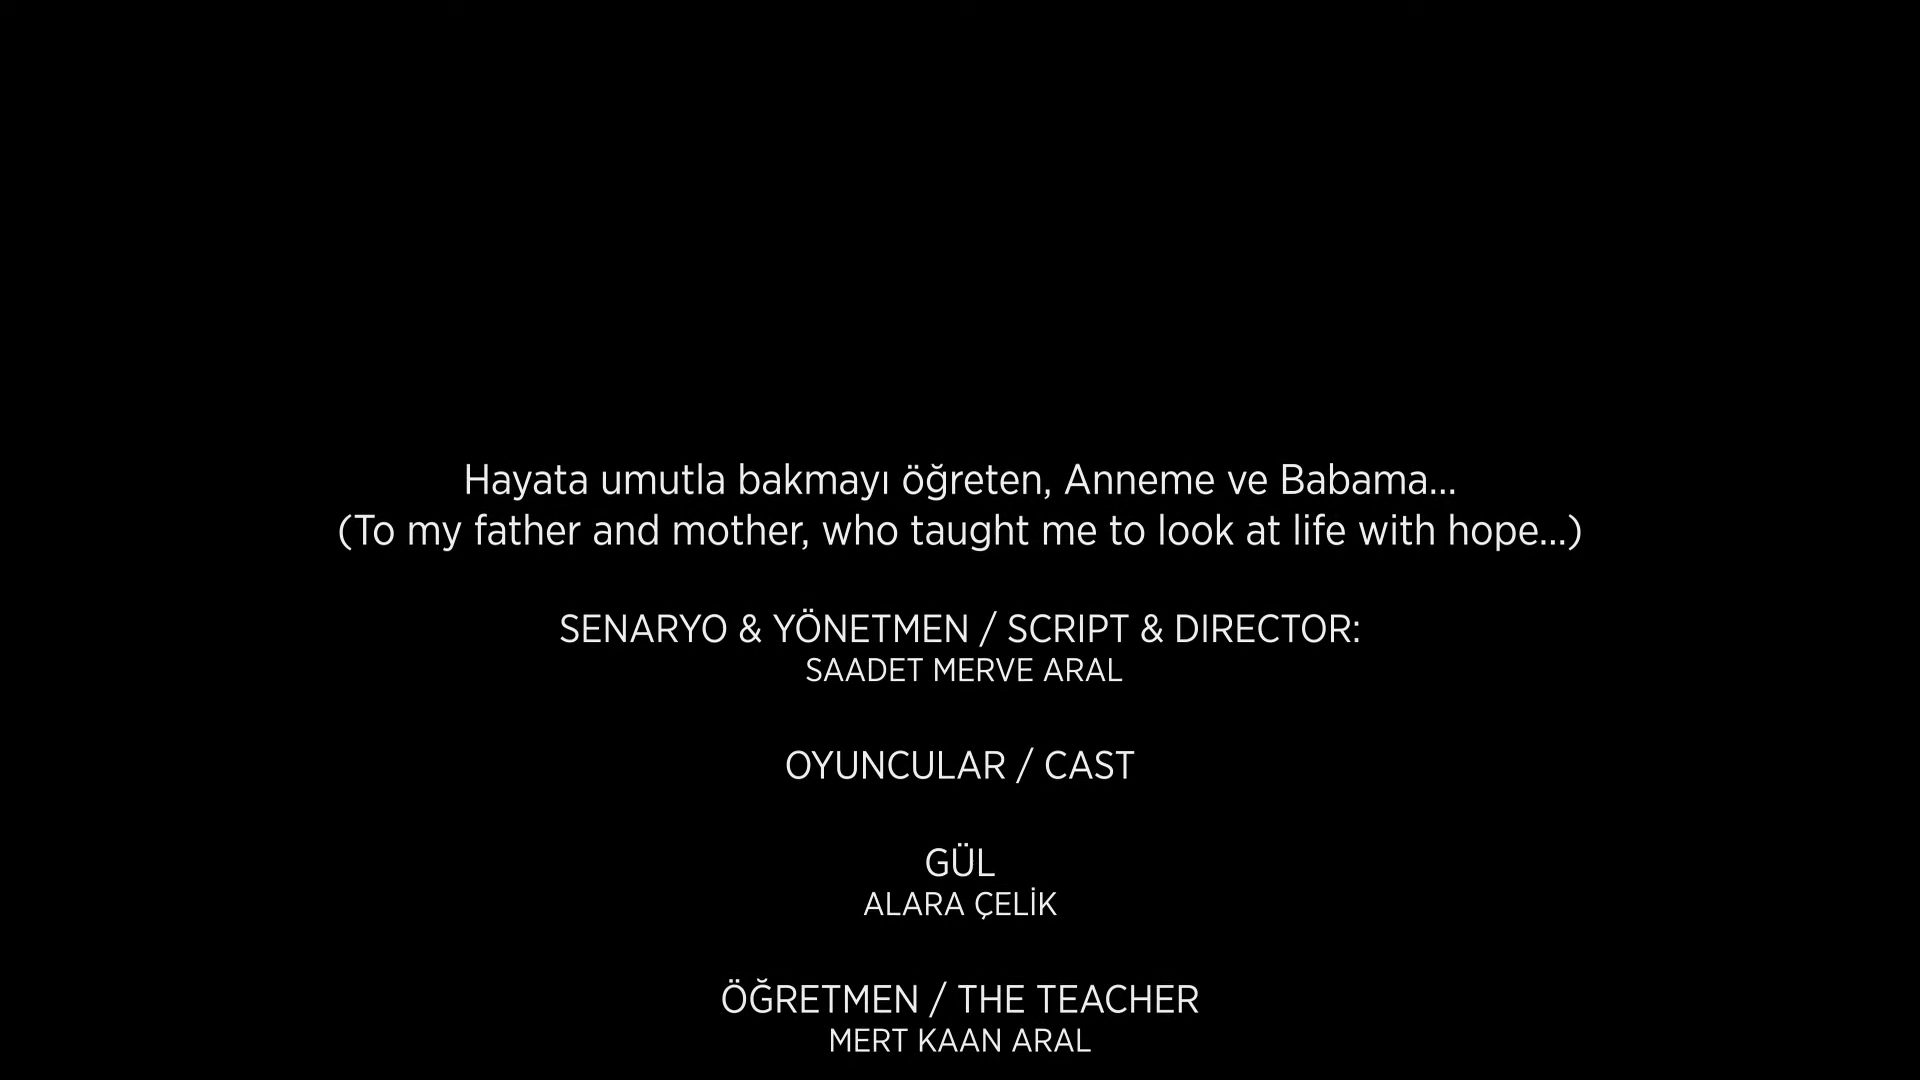 Hayata umutla bakmayı öğreten, Anneme ve Babama...
(To my father and mother, who taught me to look at life with hope...)
SENARYO & YÖNETMEN / SCRIPT & DIRECTOR:
SAADET MERVE ARAL
OYUNCULAR / CAST
GÜL
ALARA ÇELİK
ÖĞRETMEN / THE TEACHER
MERT KAAN ARAL